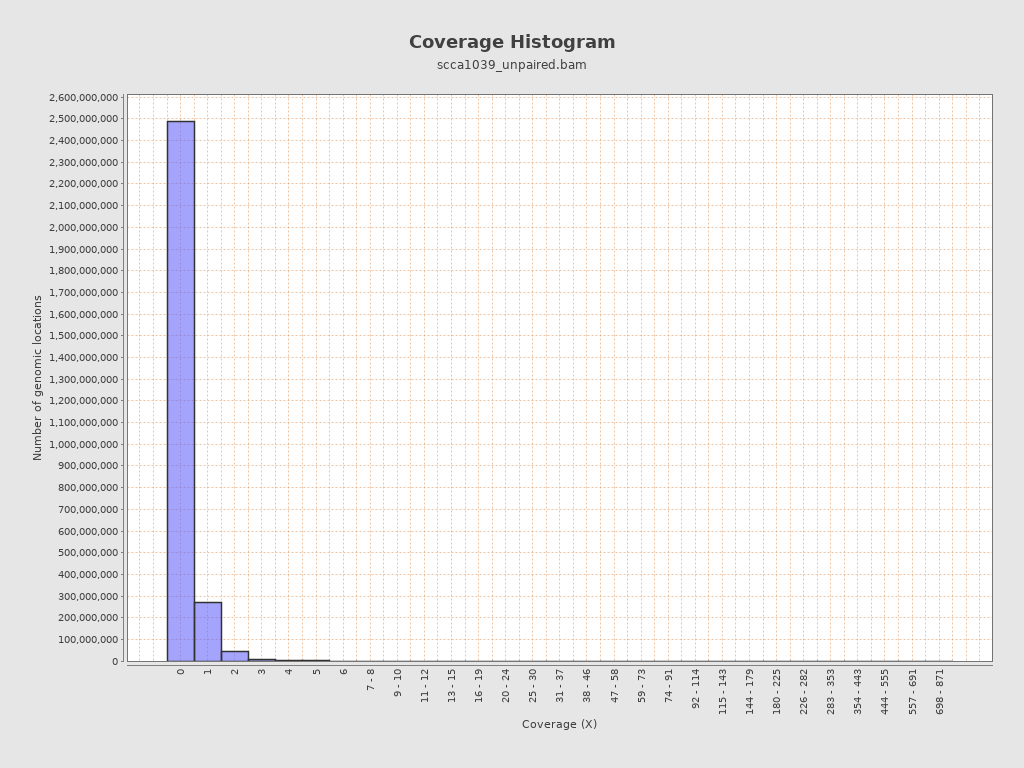 Coverage Histogram
scca1039_unpaired.bam
Number of genomic locations
2,600,000,000
2,500,000,000
2,400,000,000
2,300,000,000
2,200,000,000
2,100,000,000
2,000,000,000
1,900,000,000
1,800,000,000
1,700,000,000
1,600,000,000
1,500,000,000
1,400,000,000
1,300,000,000
1,200,000,000
1,100,000,000
1,000,000,000
900,000,000
800,000,000
700,000,000
600,000,000
500,000,000
400,000,000
300,000,000
200,000,000
100,000,000
0
0
1
2
3
4
5
6
7 - 8
9 - 10
11 - 12
13 - 15
16 - 19
20 - 24
25 - 30
31 - 37
38 - 46
47 - 58
59 - 73
74 - 91
92 - 114
115 - 143
144 - 179
180 - 225
226 - 282
283 - 353
354 - 443
444 - 555
557 - 691
698 - 871
Coverage (X)